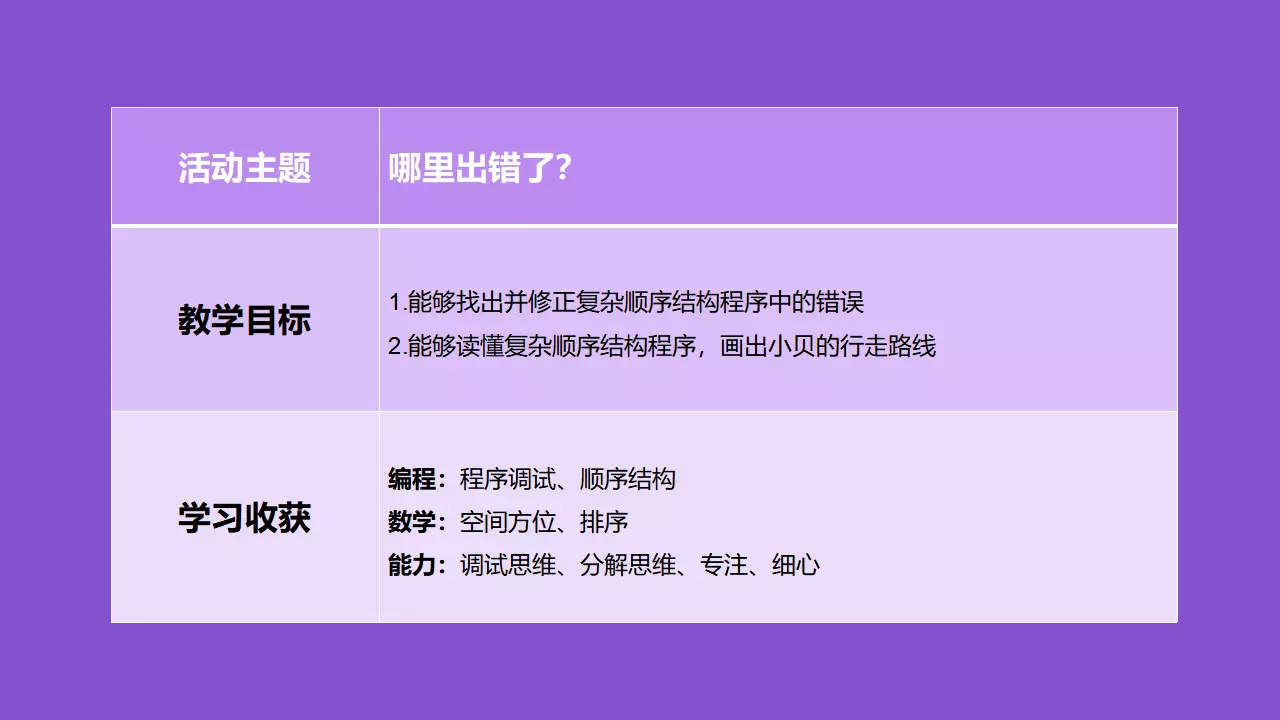 活动主题
哪里出错了？
教学目标
1.能够找出并修正复杂顺序结构程序中的错误
2.能够读懂复杂顺序结构程序，画出小贝的行走路线
学习收获
编程：程序调试、顺序结构
数学：空间方位、排序
能力：调试思维、分解思维、专注、细心